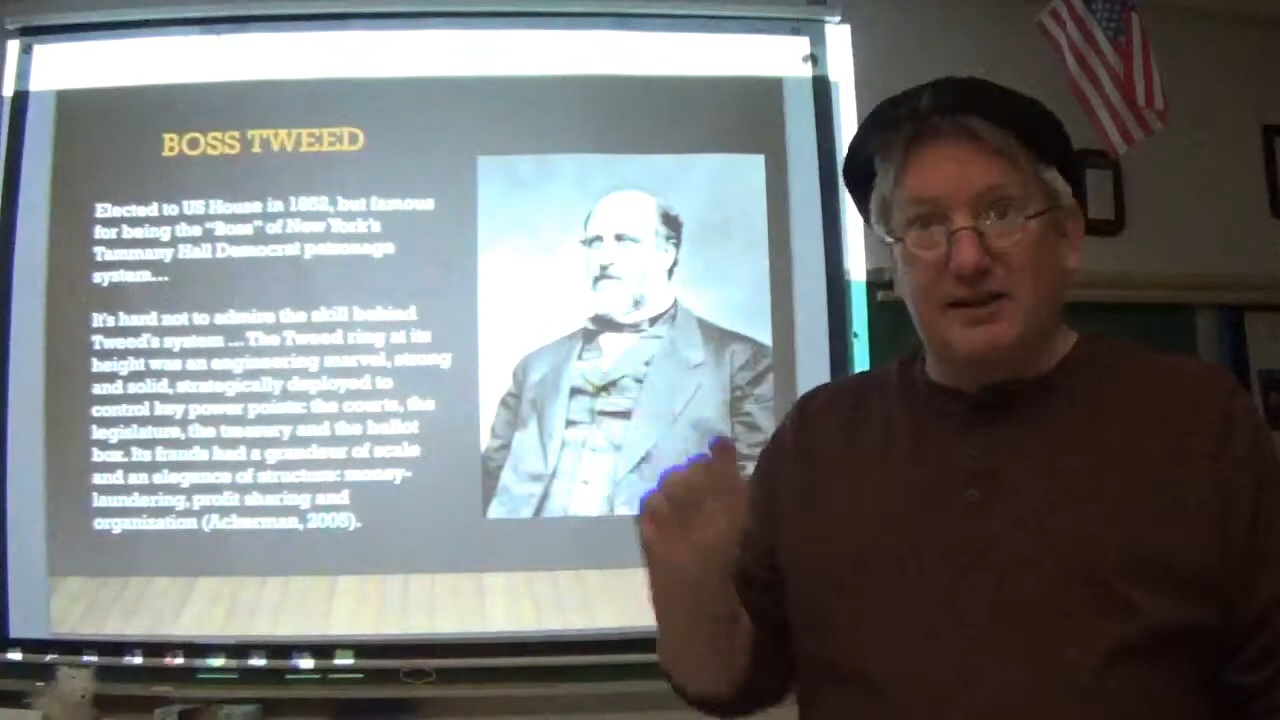 BOSS TWEED
Elected to US House in 1852, but famous
for being the "Boss" of New York's
Tammany Hall Democrat patronage
system...
It's hard not to admire the skill behind
Tweed's system ... The Tweed ring at its
height was an engineering marvel, strong
and solid, strategically deployed to
control key power points: the courts, the
legislature, the treasury and the ballot
box. Its frauds had a grandeur of scale
and an elegance of structure: money-
laundering, profit sharing and
organization (Ackerman, 2005).